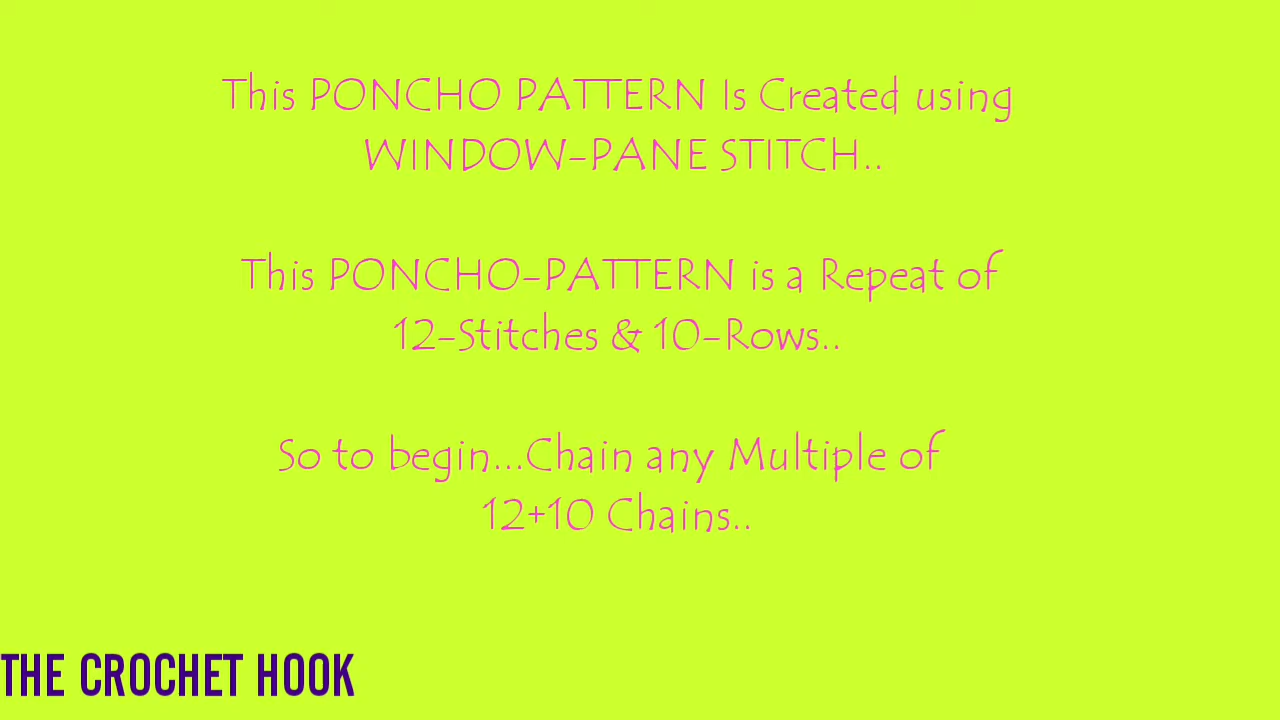 This PONCHO PATTERN Is Created using
WINDOW-PANE STITCH..
This PONCHO-PATTERN is a Repeat of
12-Stitches & 10-Rows..
So to begin...Chain any Multiple of
12+10 Chains..
THE CROCHET HOOK